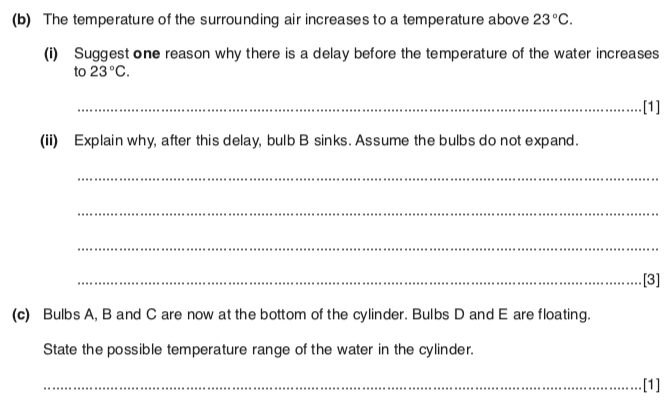 (b) The temperature of the surrounding air increases to a temperature above 23 °C.
(i) Suggest one reason why there is a delay before the temperature of the water increases
to 23 °C.
[1]
(ii) Explain why, after this delay, bulb B sinks. Assume the bulbs do not expand.
[3]
(c) Bulbs A, B and C are now at the bottom of the cylinder. Bulbs D and E are floating.
State the possible temperature range of the water in the cylinder.
[1]